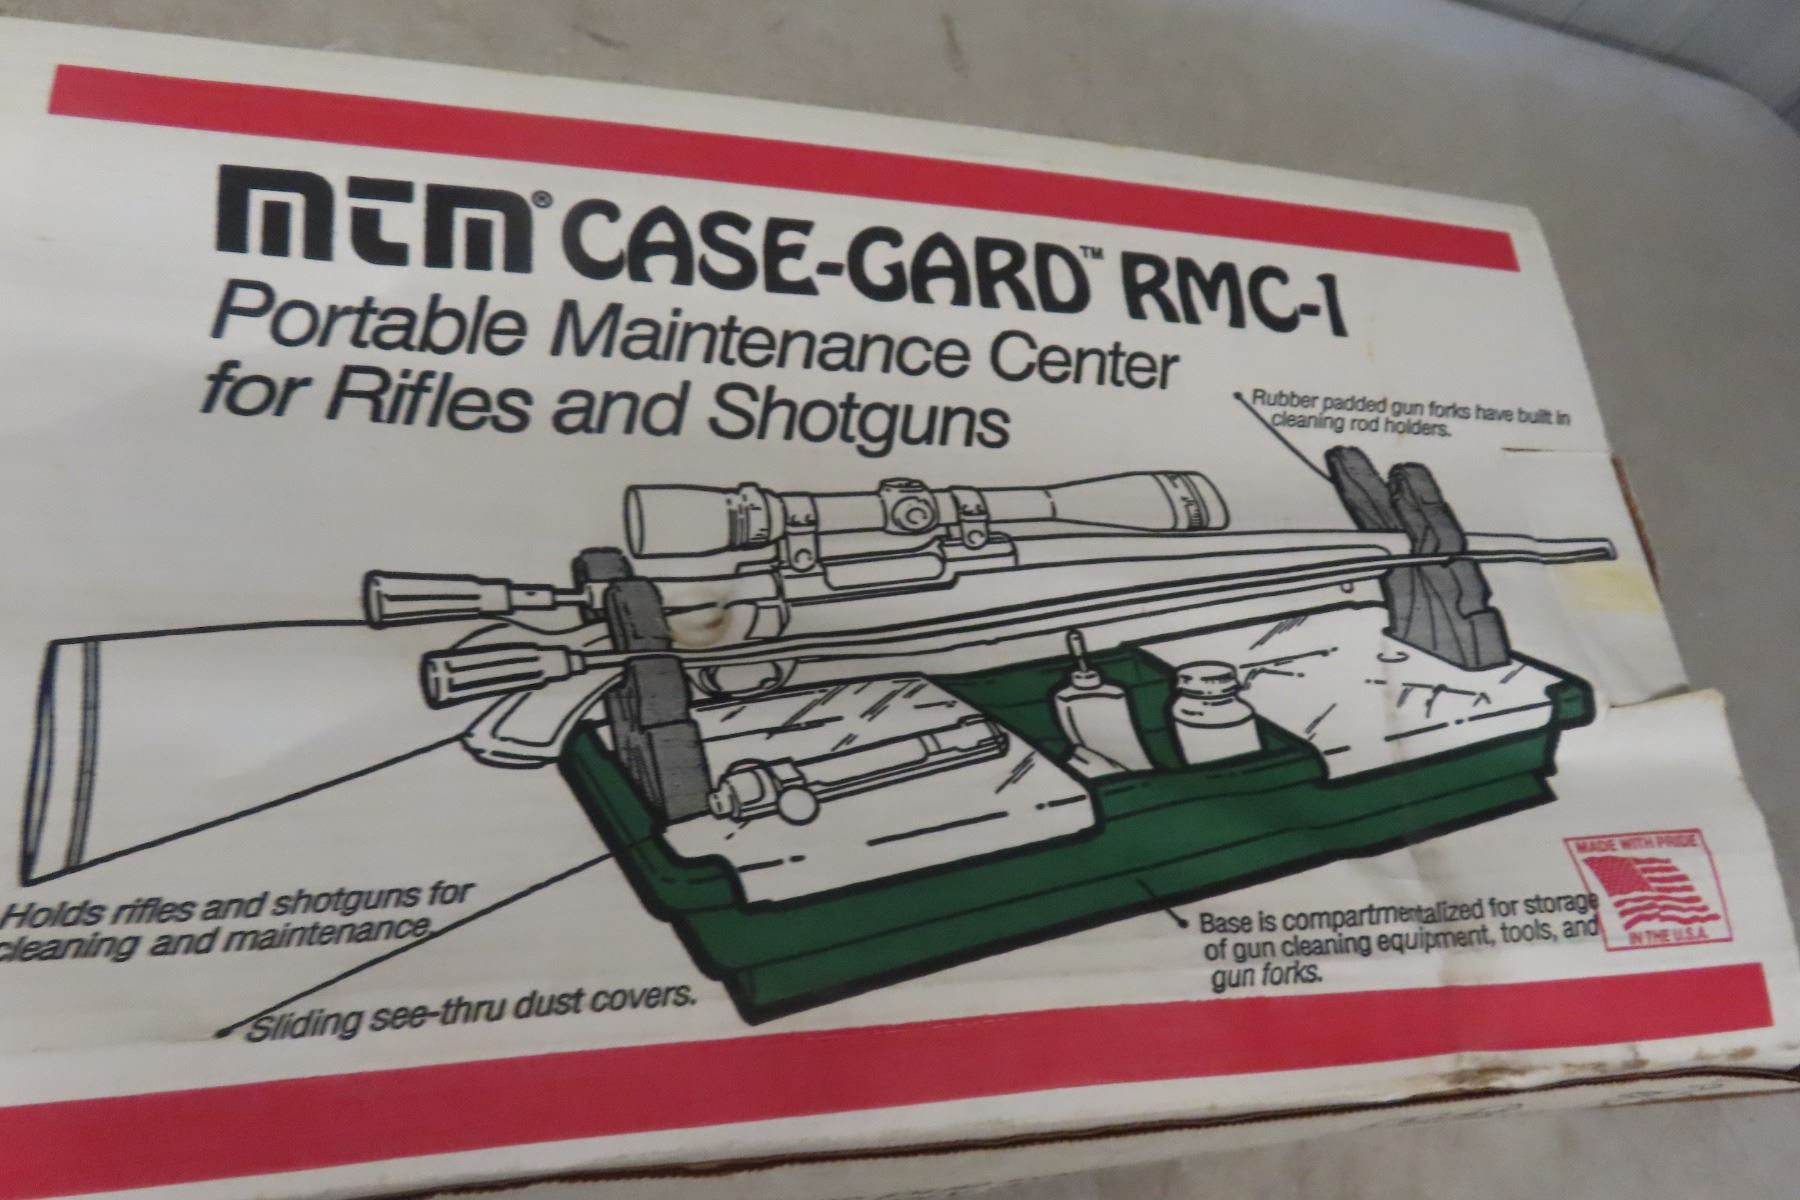 mTm® CASE-GARD™ RMC-1
Portable Maintenance Center
for Rifles and Shotguns
Rubber padded gun forks have built in
cleaning rod holders.
Holds rifles and shotguns for
cleaning and maintenance.
Sliding see-thru dust covers.
Base is compartmentalized for storage
of gun cleaning equipment, tools, and
gun forks.
MADE WITH PRIDE
IN THE U.S.A.